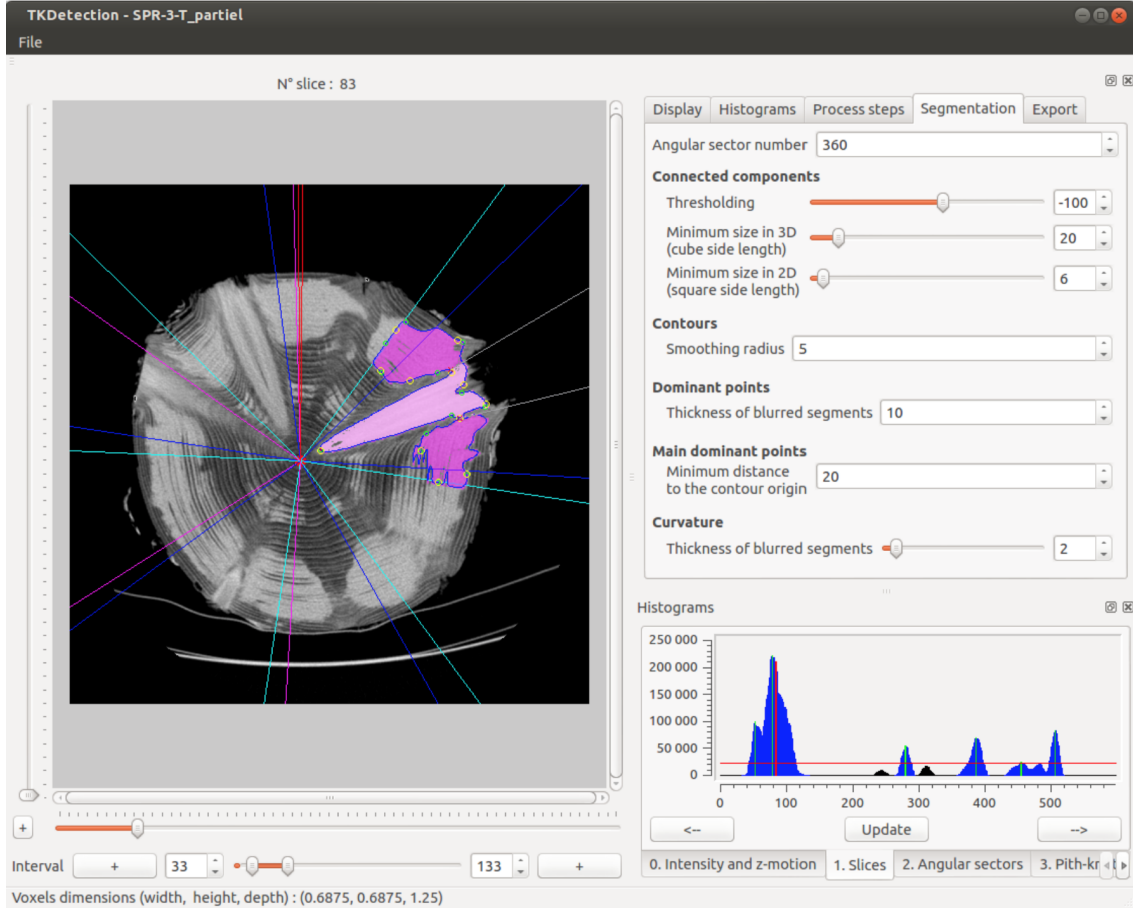 TKDetection - SPR-3-T_partiel
File
N° slice : 83
Display Histograms Process steps Segmentation Export
Angular sector number 360
Connected components
Thresholding -100
Minimum size in 3D
(cube side length) 20
Minimum size in 2D
(square side length) 6
Contours
Smoothing radius 5
Dominant points
Thickness of blurred segments 10
Main dominant points
Minimum distance
to the contour origin 20
Curvature
Thickness of blurred segments 2
Histograms
250 000
200 000
150 000
100 000
50 000
0
0 100 200 300 400 500
<-- Update -->
+
Interval + 33 133 +
0. Intensity and z-motion 1. Slices 2. Angular sectors 3. Pith-kn
Voxels dimensions (width, height, depth) : (0.6875, 0.6875, 1.25)